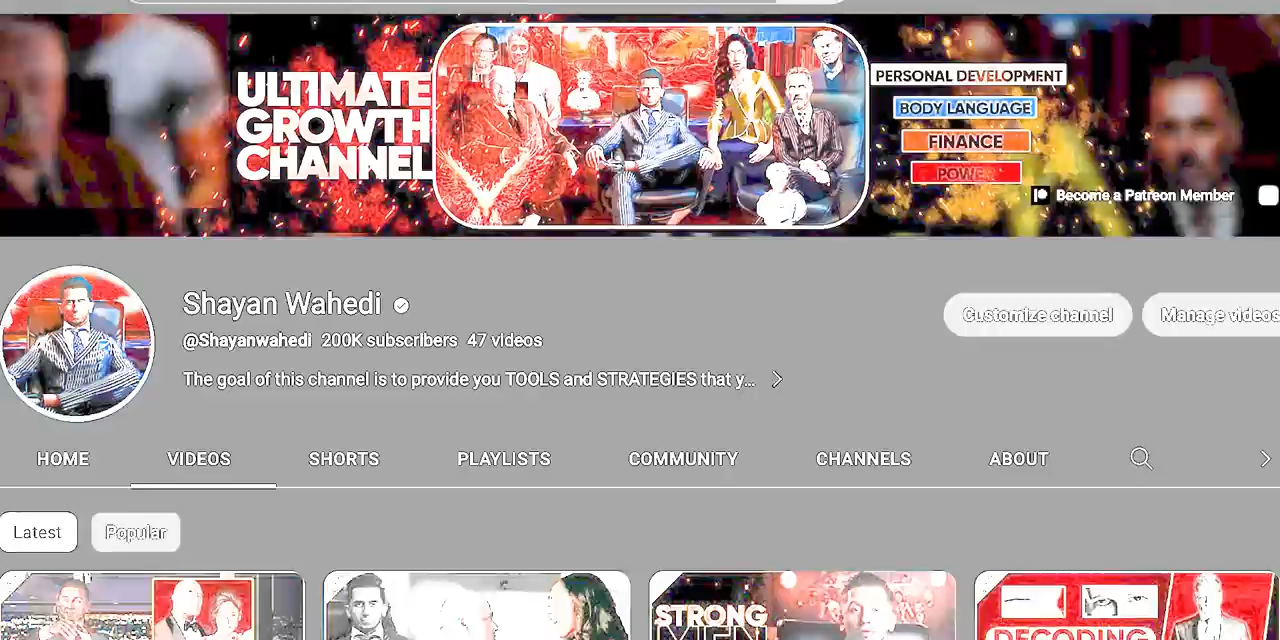 ULTIMATE
GROWTH
CHANNEL
PERSONAL DEVELOPMENT
BODY LANGUAGE
FINANCE
POWER
Become a Patreon Member
Shayan Wahedi
@Shayanwahedi 200K subscribers 47 videos
The goal of this channel is to provide you TOOLS and STRATEGIES that y...
Customize channel
Manage videos
HOME VIDEOS SHORTS PLAYLISTS COMMUNITY CHANNELS ABOUT
Latest Popular
STRONG
MEN
DECODING